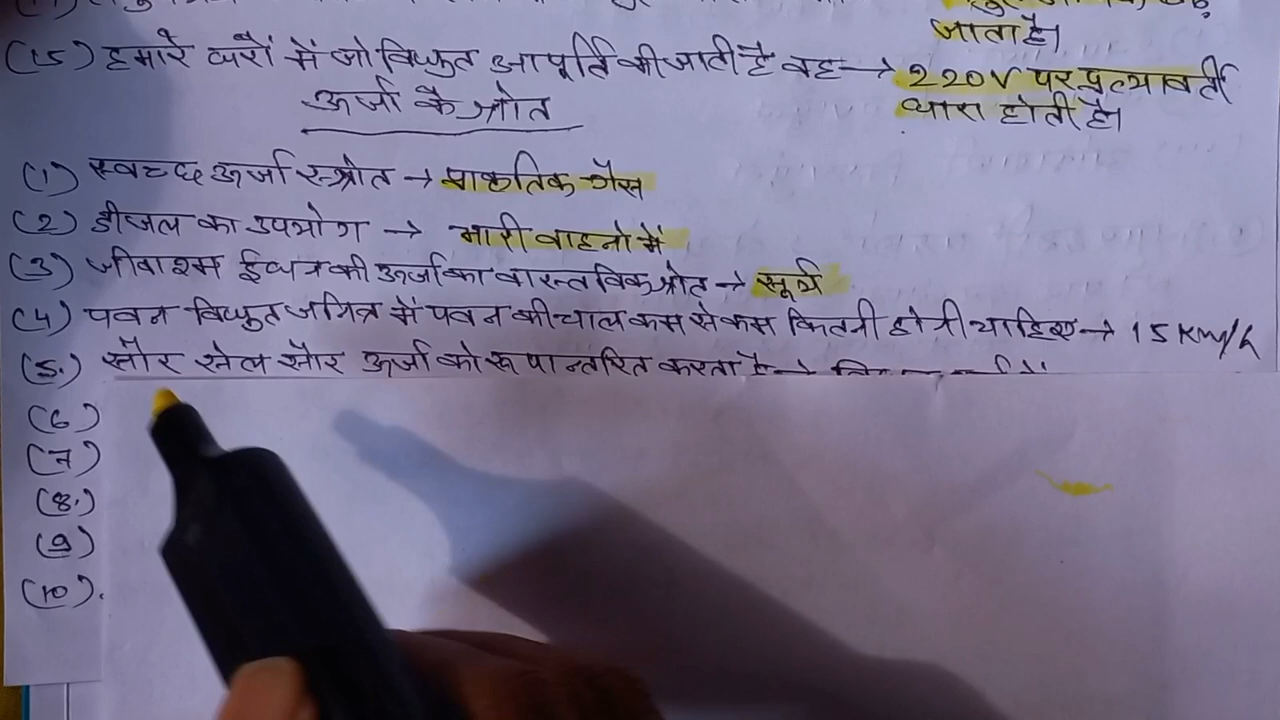 जाता है।
(15) हमारे घरों में जो विधुत आपूर्ति की जाती है वह → 220V पर प्रत्यावर्ती
धारा होती है।
ऊर्जा के स्रोत
(1) स्वच्छ ऊर्जा स्त्रोत → प्राकृतिक गैस
(2) डीजल का उपयोग → भारी वाहनो में
(3) जीवाश्म ईंधन की ऊर्जा का वास्तविक स्रोत → सूर्य
(4) पवन विधुत जनित्र में पवन की चाल कम से कम कितनी होनी चाहिए → 15 Km/h
(5.) सौर सेल सौर ऊर्जा को रूपान्तरित करता है →
(6)
(7)
(8.)
(9)
(10).